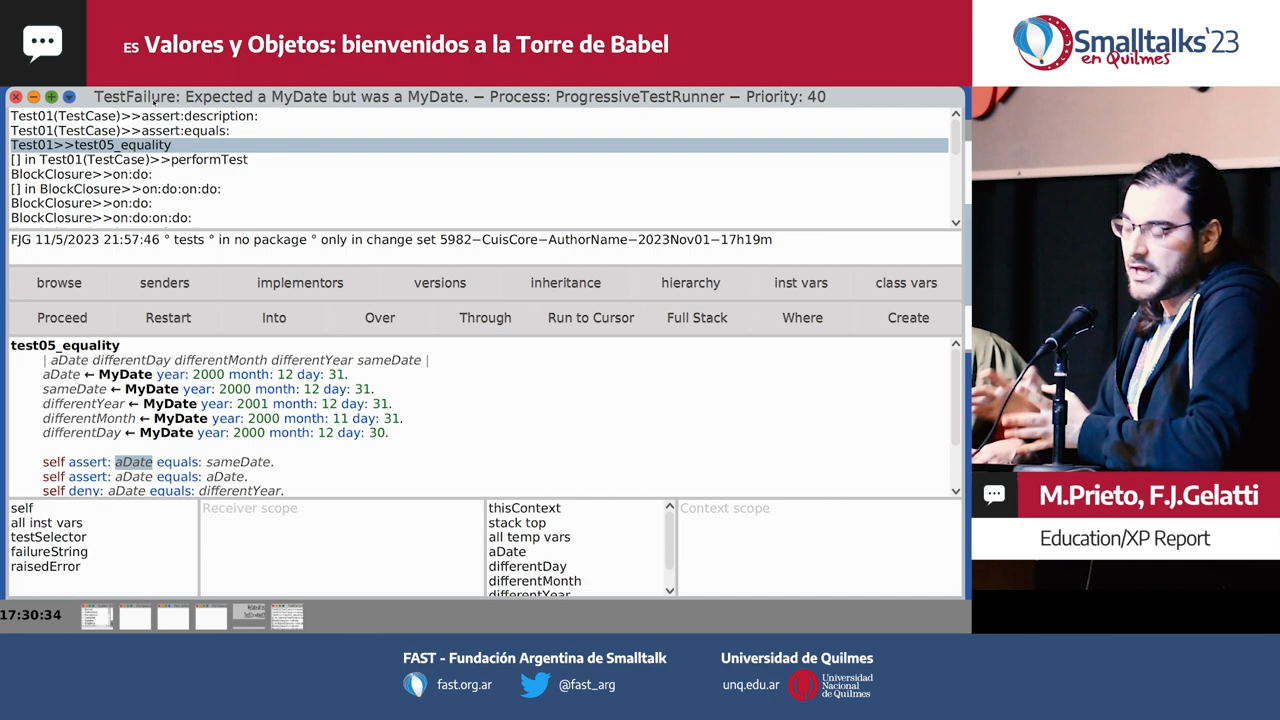 ES Valores y Objetos: bienvenidos a la Torre de Babel
Smalltalks'23
en Quilmes
TestFailure: Expected a MyDate but was a MyDate. − Process: ProgressiveTestRunner − Priority: 40
Test01(TestCase)>>assert:description:
Test01(TestCase)>>assert:equals:
Test01>>test05_equality
[] in Test01(TestCase)>>performTest
BlockClosure>>on:do:
[] in BlockClosure>>on:do:on:do:
BlockClosure>>on:do:
BlockClosure>>on:do:on:do:
FJG 11/5/2023 21:57:46 ° tests ° in no package ° only in change set 5982−CuisCore−AuthorName−2023Nov01−17h19m
browse senders implementors versions inheritance hierarchy inst vars class vars
Proceed Restart Into Over Through Run to Cursor Full Stack Where Create
test05_equality
| aDate differentDay differentMonth differentYear sameDate |
aDate ← MyDate year: 2000 month: 12 day: 31.
sameDate ← MyDate year: 2000 month: 12 day: 31.
differentYear ← MyDate year: 2001 month: 12 day: 31.
differentMonth ← MyDate year: 2000 month: 11 day: 31.
differentDay ← MyDate year: 2000 month: 12 day: 30.
self assert: aDate equals: sameDate.
self assert: aDate equals: aDate.
self deny: aDate equals: differentYear.
self
all inst vars
testSelector
failureString
raisedError
Receiver scope
thisContext
stack top
all temp vars
aDate
differentDay
differentMonth
differentYear
Context scope
17:30:34
M.Prieto, F.J.Gelatti
Education/XP Report
FAST - Fundación Argentina de Smalltalk
fast.org.ar @fast_arg
Universidad de Quilmes
unq.edu.ar
Universidad
Nacional
de Quilmes